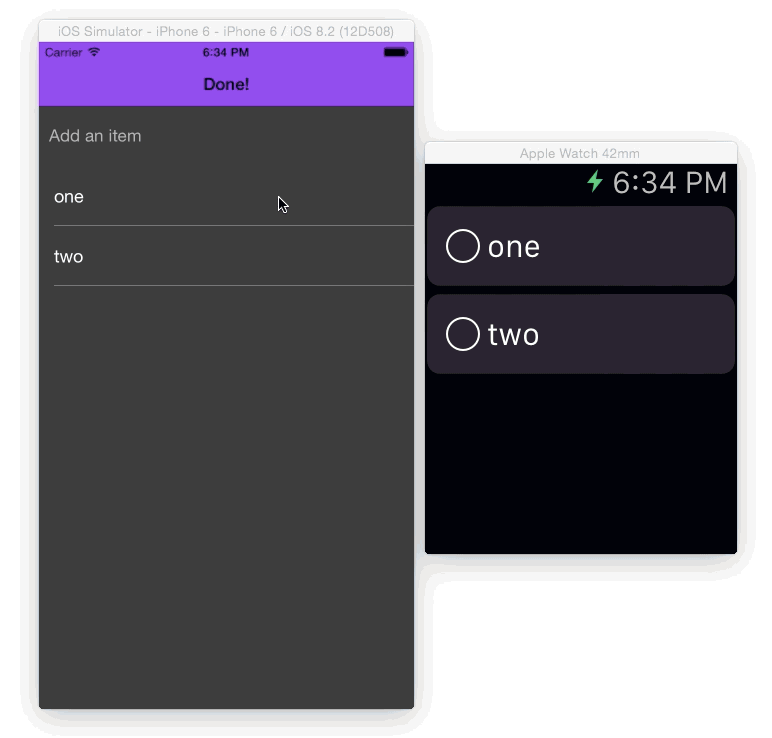 iOS Simulator - iPhone 6 - iPhone 6 / iOS 8.2 (12D508)
Carrier 6:34 PM
Done!
Add an item
one
two
Apple Watch 42mm
6:34 PM
one
two